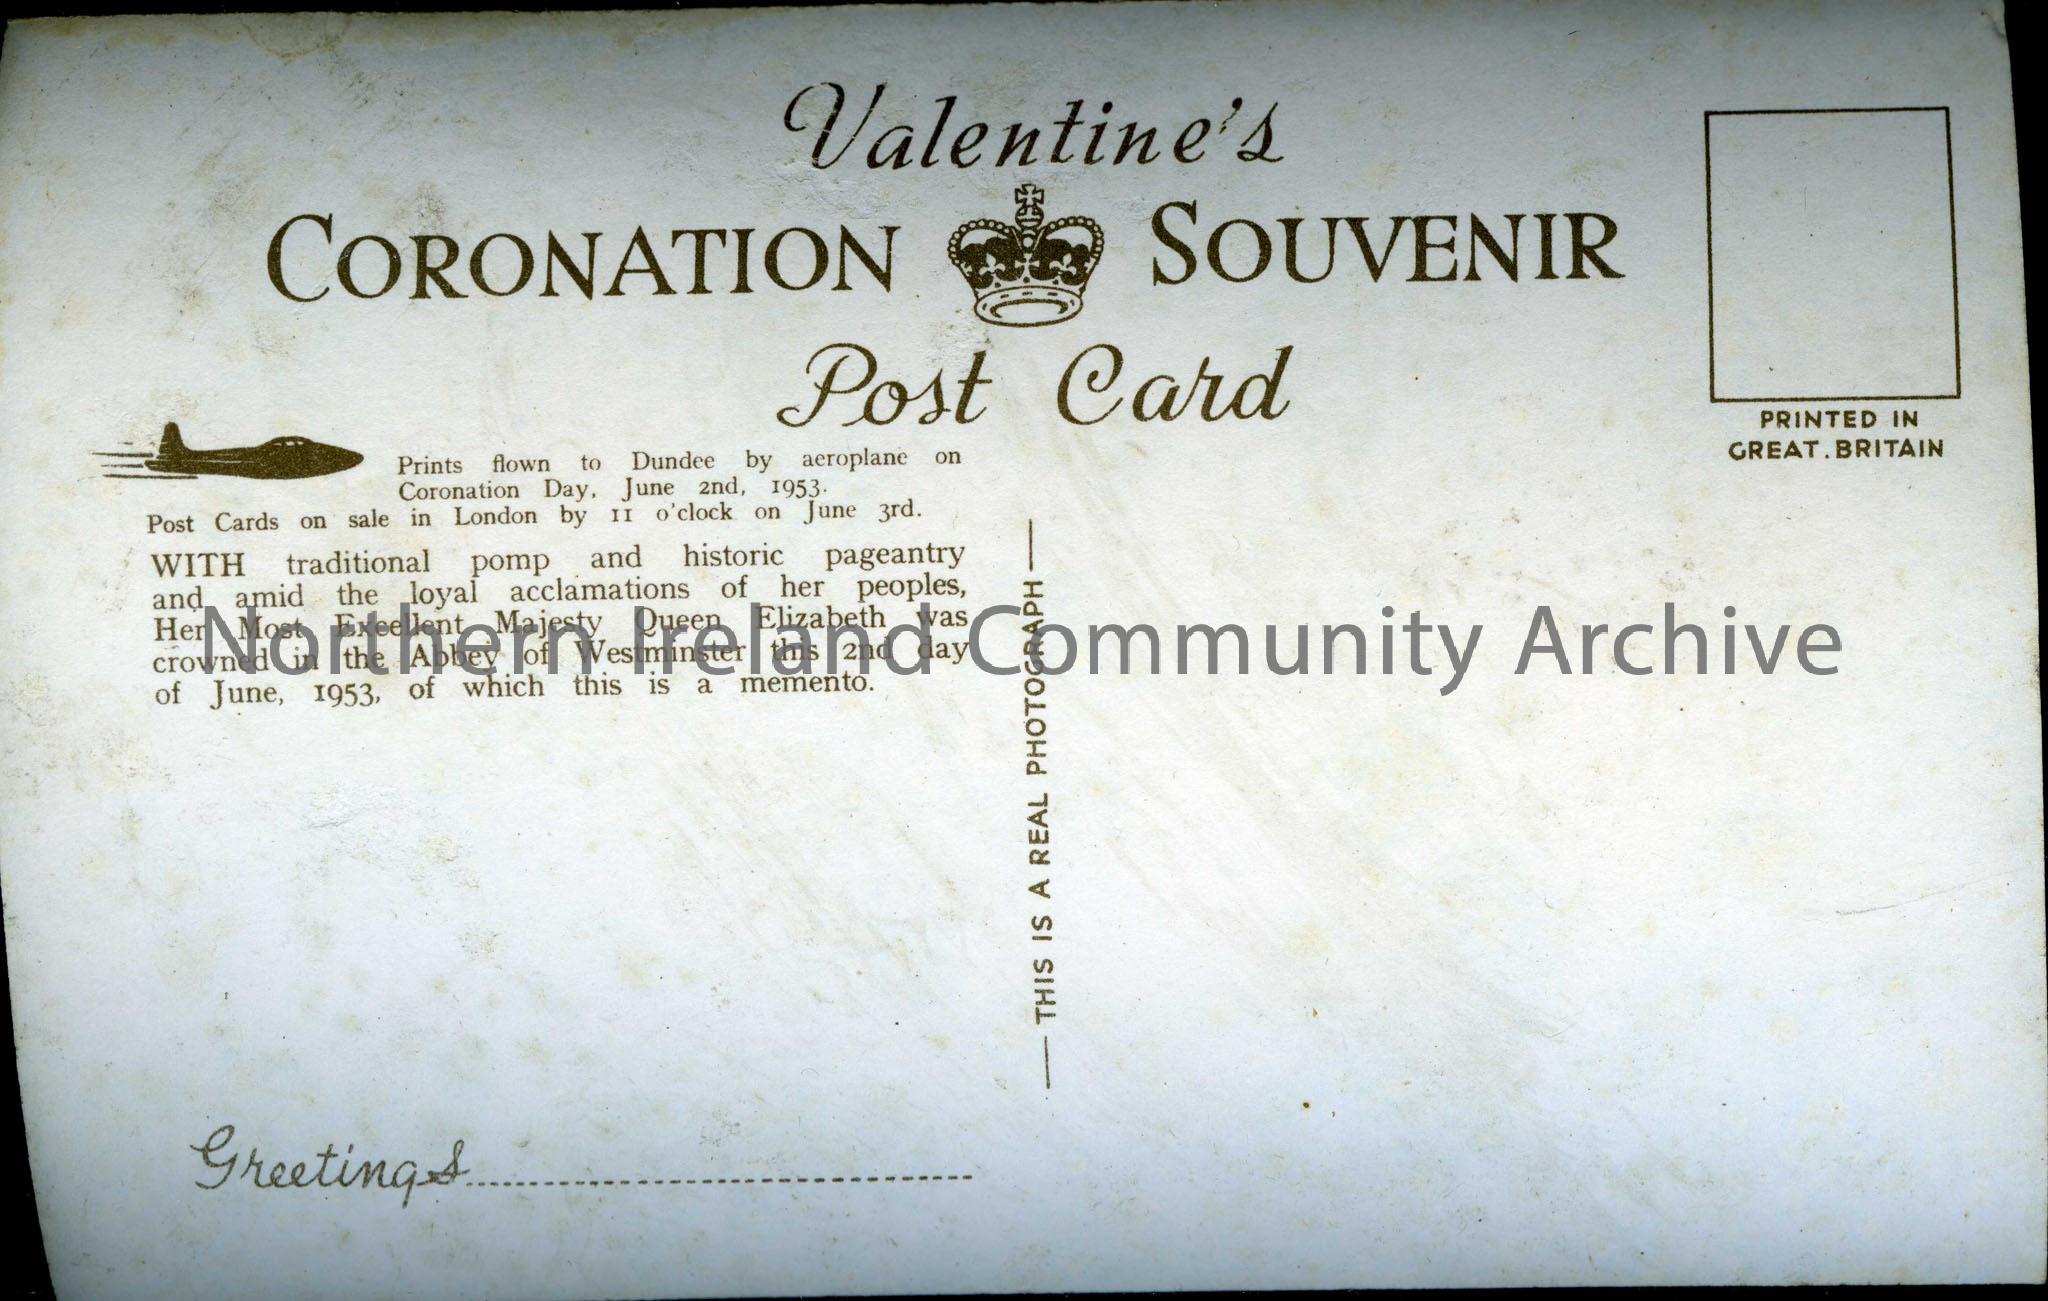 Valentine's
CORONATION SOUVENIR
Post Card
PRINTED IN
GREAT.BRITAIN
Prints flown to Dundee by aeroplane on
Coronation Day, June 2nd, 1953.
Post Cards on sale in London by 11 o'clock on June 3rd.
WITH traditional pomp and historic pageantry
and amid the loyal acclamations of her peoples,
Her Most Excellent Majesty Queen Elizabeth was
crowned in the Abbey of Westminster this 2nd day
of June, 1953, of which this is a memento.
Northern Ireland Community Archive
THIS IS A REAL PHOTOGRAPH
Greetings